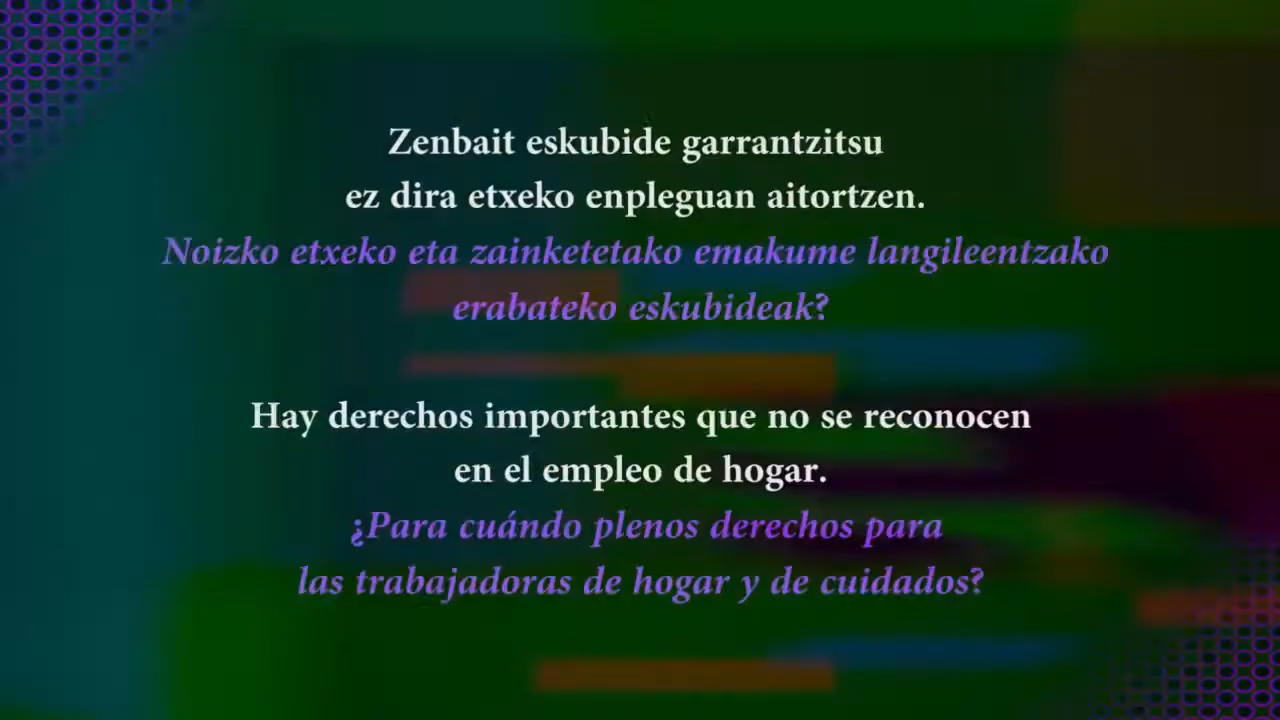 Zenbait eskubide garrantzitsu
ez dira etxeko enpleguan aitortzen.
Noizko etxeko eta zainketetako emakume langileentzako
erabateko eskubideak?
Hay derechos importantes que no se reconocen
en el empleo de hogar.
¿Para cuándo plenos derechos para
las trabajadoras de hogar y de cuidados?